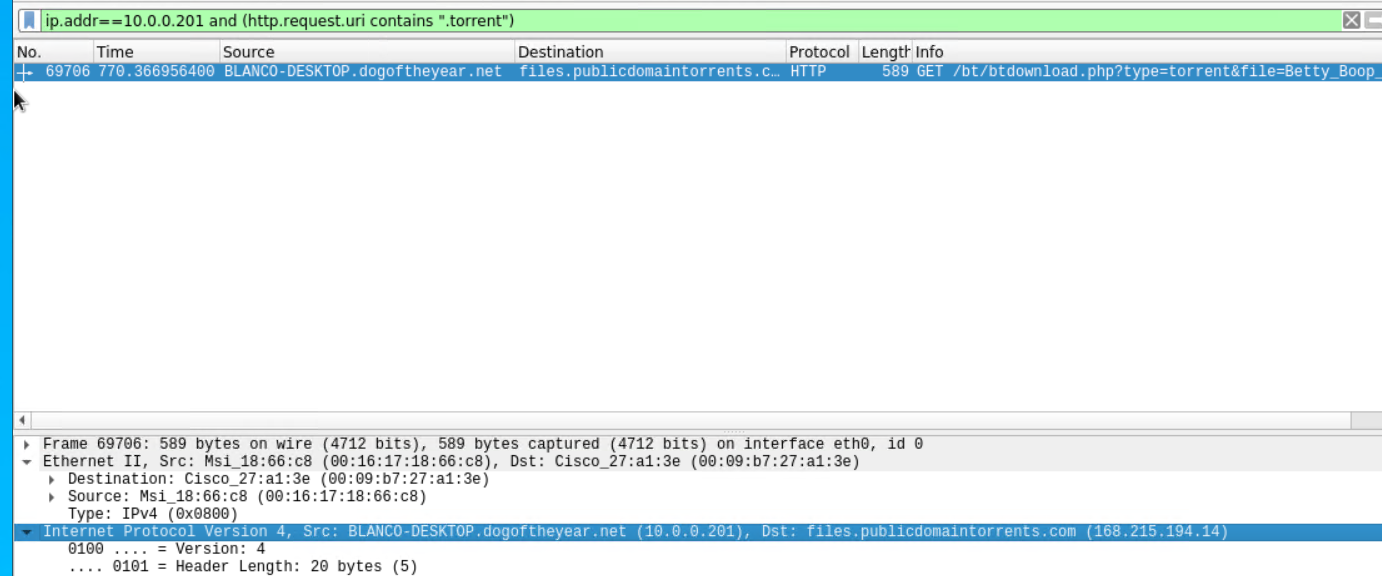 ip.addr==10.0.0.201 and (http.request.uri contains ".torrent")
No. Time Source Destination Protocol Length Info
69706 770.366956400 BLANCO-DESKTOP.dogoftheyear.net files.publicdomaintorrents.c… HTTP 589 GET /bt/btdownload.php?type=torrent&file=Betty_Boop_
Frame 69706: 589 bytes on wire (4712 bits), 589 bytes captured (4712 bits) on interface eth0, id 0
Ethernet II, Src: Msi_18:66:c8 (00:16:17:18:66:c8), Dst: Cisco_27:a1:3e (00:09:b7:27:a1:3e)
Destination: Cisco_27:a1:3e (00:09:b7:27:a1:3e)
Source: Msi_18:66:c8 (00:16:17:18:66:c8)
Type: IPv4 (0x0800)
Internet Protocol Version 4, Src: BLANCO-DESKTOP.dogoftheyear.net (10.0.0.201), Dst: files.publicdomaintorrents.com (168.215.194.14)
0100 .... = Version: 4
.... 0101 = Header Length: 20 bytes (5)